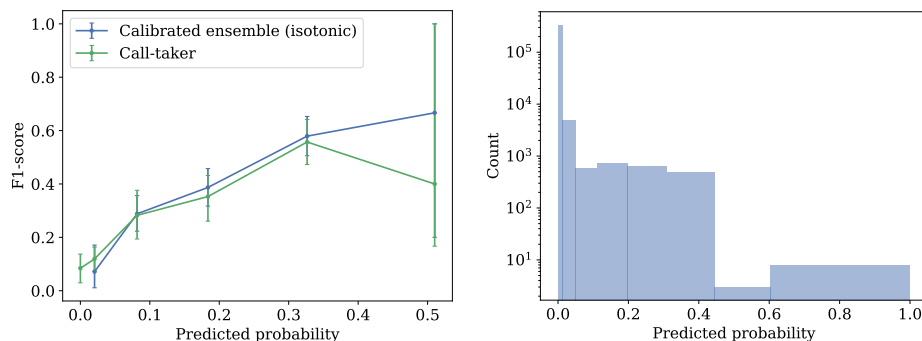 Calibrated ensemble (isotonic)
Call-taker
F1-score
1.0
0.8
0.6
0.4
0.2
0.0
0.0 0.1 0.2 0.3 0.4 0.5
Predicted probability
Count
10^5
10^4
10^3
10^2
10^1
0.0 0.2 0.4 0.6 0.8 1.0
Predicted probability